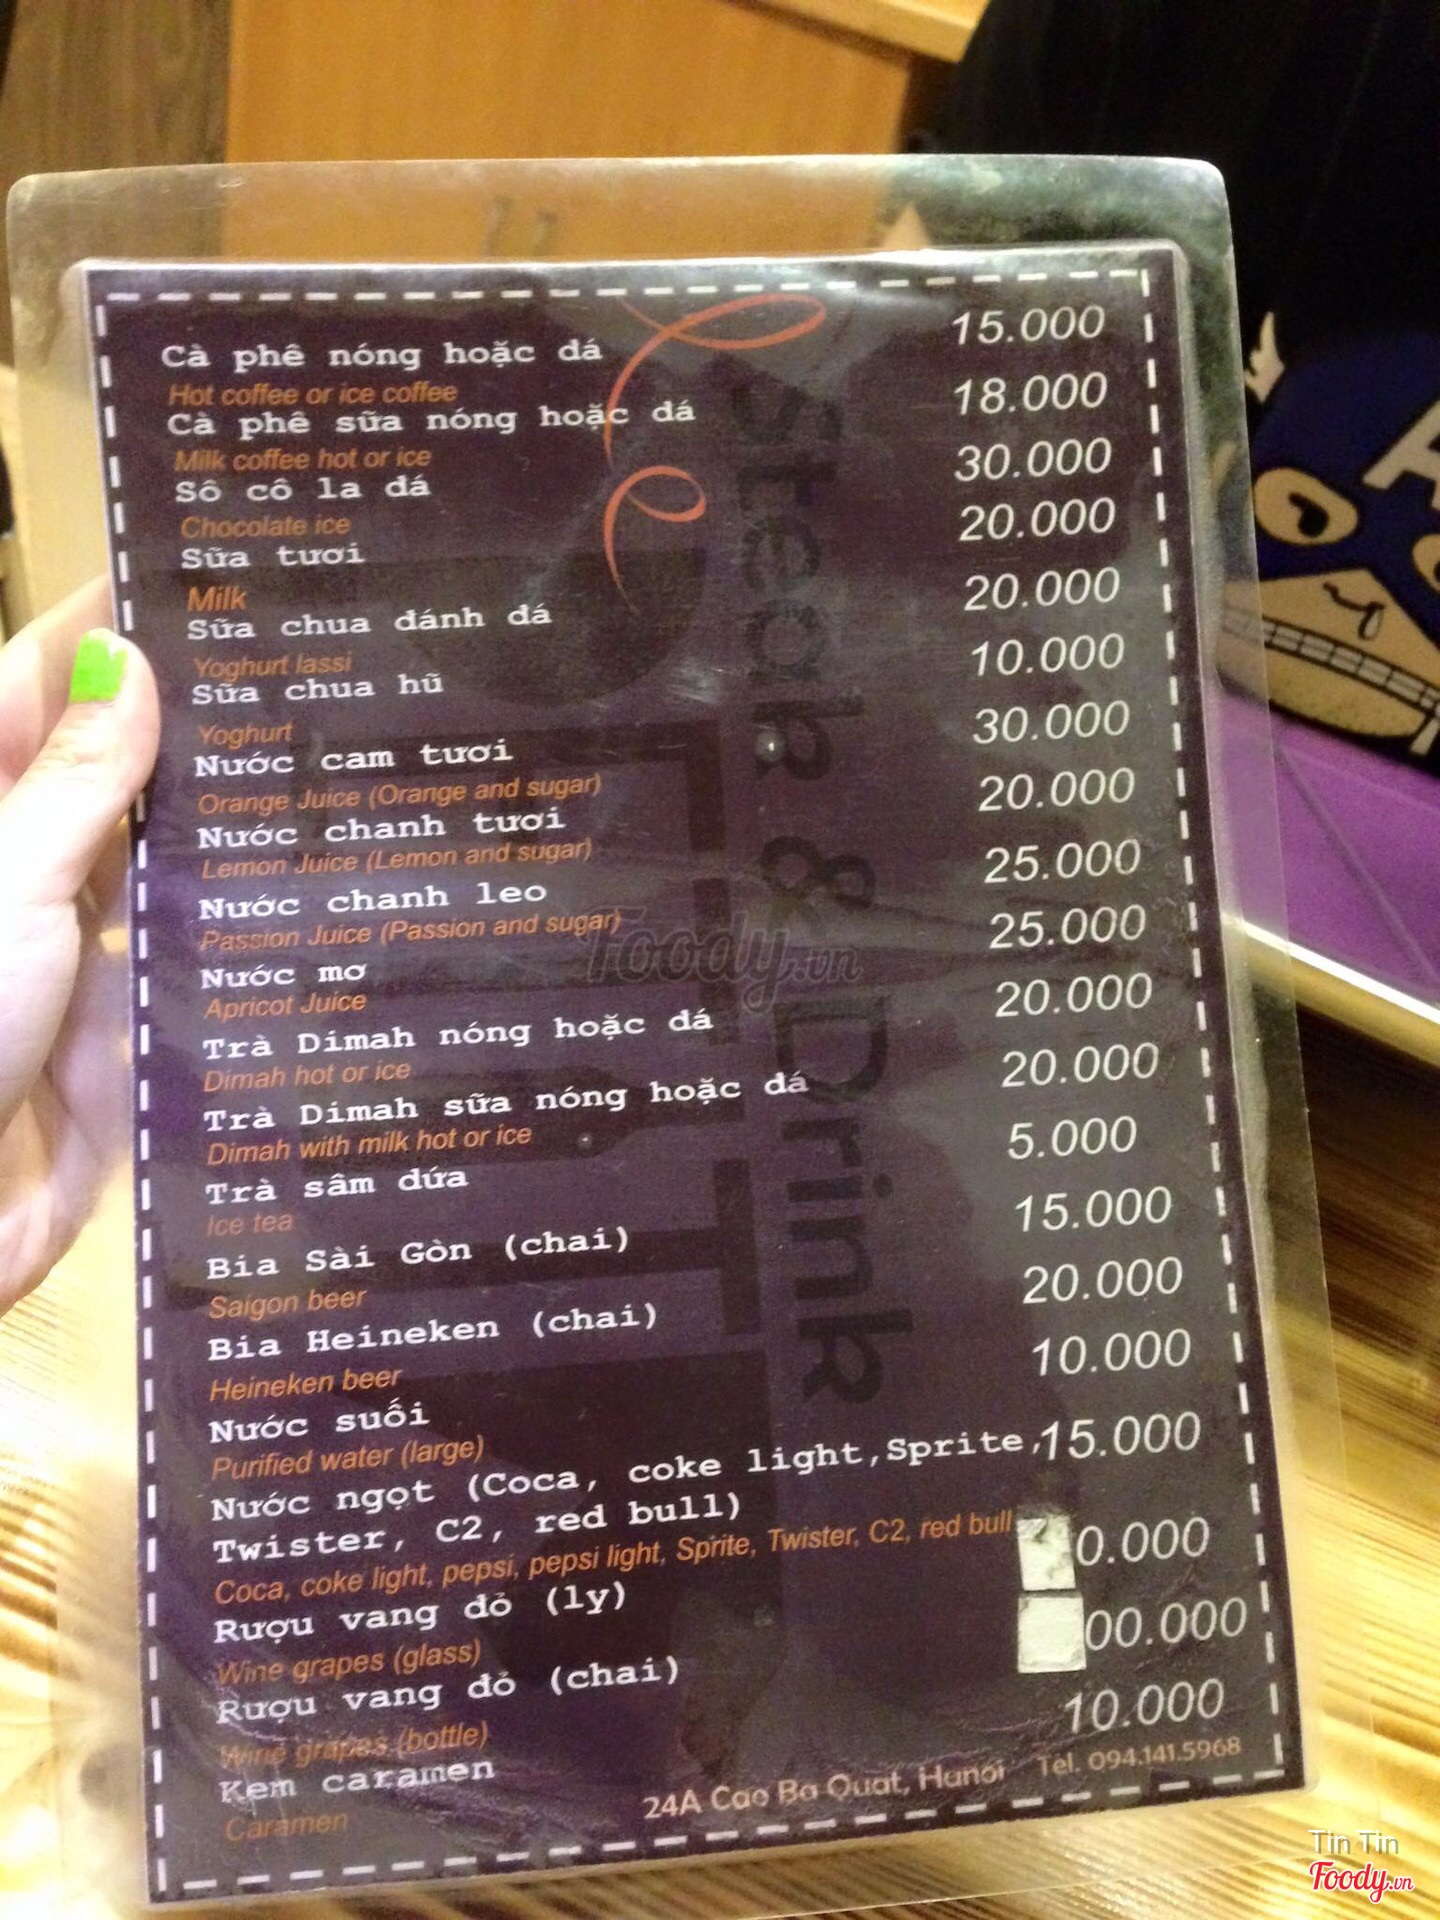 Cà phê nóng hoặc đá 15.000
Hot coffee or ice coffee
Cà phê sữa nóng hoặc đá 18.000
Milk coffee hot or ice
Sô cô la đá 30.000
Chocolate ice
Sữa tươi 20.000
Milk
Sữa chua đánh đá 20.000
Yoghurt lassi
Sữa chua hũ 10.000
Yoghurt
Nước cam tươi 30.000
Orange Juice (Orange and sugar)
Nước chanh tươi 20.000
Lemon Juice (Lemon and sugar)
Nước chanh leo 25.000
Passion Juice (Passion and sugar)
Nước mơ 25.000
Apricot Juice
Trà Dimah nóng hoặc đá 20.000
Dimah hot or ice
Trà Dimah sữa nóng hoặc đá 20.000
Dimah with milk hot or ice
Trà sâm dứa 5.000
Ice tea
Bia Sài Gòn (chai) 15.000
Saigon beer
Bia Heineken (chai) 20.000
Heineken beer
Nước suối 10.000
Purified water (large)
Nước ngọt (Coca, coke light,Sprite, 15.000
Twister, C2, red bull)
Coca, coke light, pepsi, pepsi light, Sprite, Twister, C2, red bull
Rượu vang đỏ (ly) 0.000
Wine grapes (glass)
Rượu vang đỏ (chai) 00.000
Wine grapes (bottle)
Kem caramen 10.000
Caramen
24A Cao Ba Quat, Hanoi Tel. 094.141.5968
Steak & Drink
Foody.vn
Tin Tin
Foody.vn